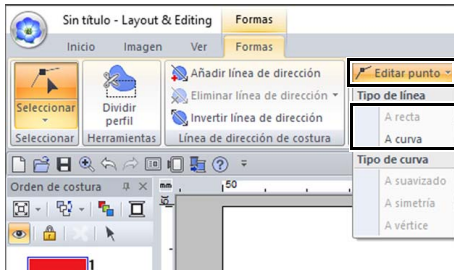 Sin título - Layout & Editing
Formas
Inicio
Imagen
Ver
Formas
Seleccionar
Dividir
perfil
Añadir línea de dirección
Eliminar línea de dirección
Invertir línea de dirección
Seleccionar
Herramientas
Línea de dirección de costura
Editar punto
Tipo de línea
A recta
A curva
Tipo de curva
A suavizado
A simetría
A vértice
Orden de costura
mm
50
1